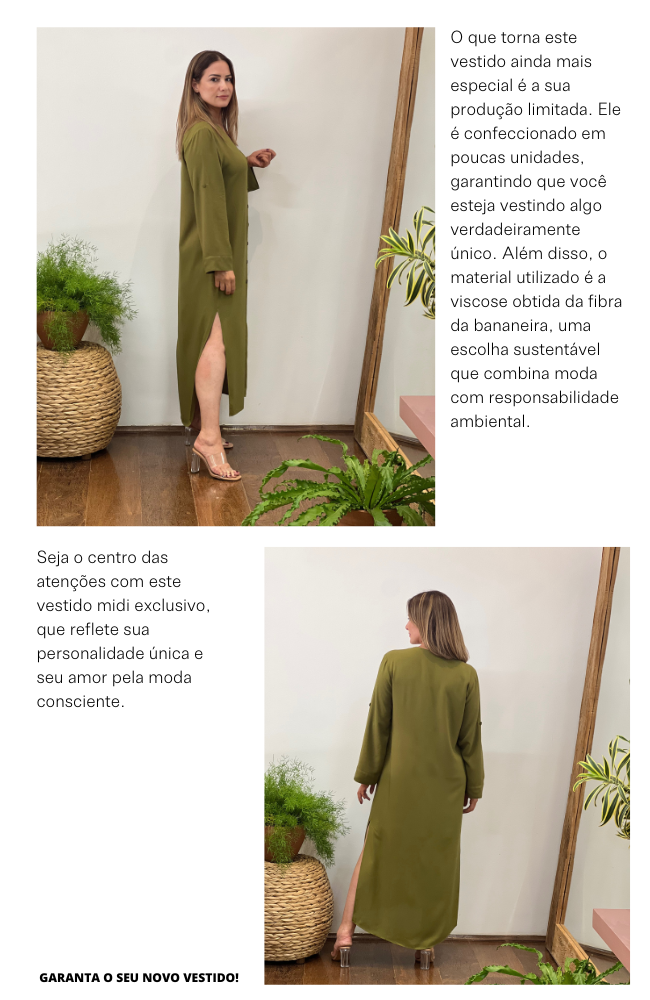 O que torna este
vestido ainda mais
especial é a sua
produção limitada. Ele
é confeccionado em
poucas unidades,
garantindo que você
esteja vestindo algo
verdadeiramente
único. Além disso, o
material utilizado é a
viscose obtida da fibra
da bananeira, uma
escolha sustentável
que combina moda
com responsabilidade
ambiental.
Seja o centro das
atenções com este
vestido midi exclusivo,
que reflete sua
personalidade única e
seu amor pela moda
consciente.
GARANTA O SEU NOVO VESTIDO!